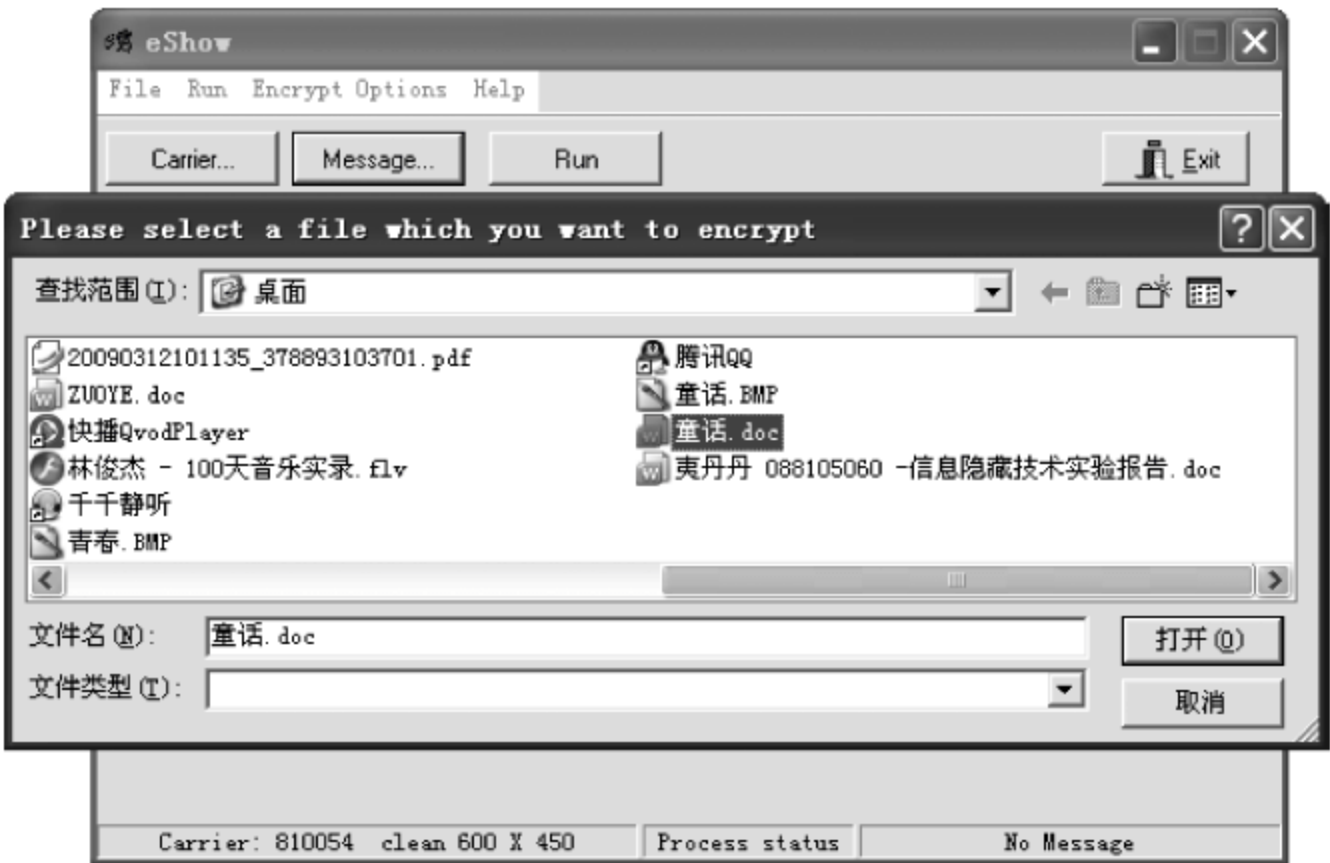 eShow
File Run Encrypt Options Help
Carrier... Message... Run Exit
Please select a file which you want to encrypt
查找范围(I): 桌面
20090312101135_378893103701.pdf
ZUOYE.doc
快播QvodPlayer
林俊杰 - 100天音乐实录.flv
千千静听
青春.BMP
腾讯QQ
童话.BMP
童话.doc
夷丹丹 088105060 -信息隐藏技术实验报告.doc
文件名(N): 童话.doc 打开(O)
文件类型(T): 取消
Carrier: 810054 clean 600 X 450 Process status No Message